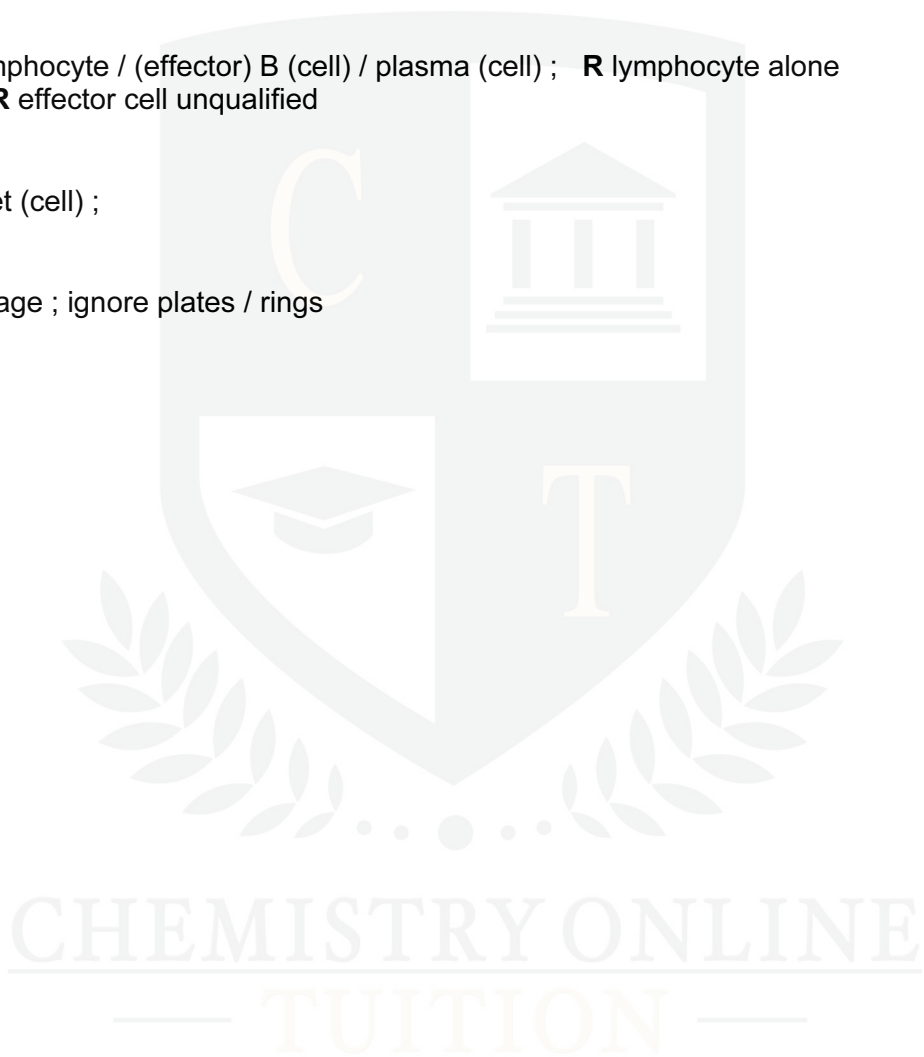 mphocyte / (effector) B (cell) / plasma (cell) ; R lymphocyte alone
R effector cell unqualified
et (cell) ;
age ; ignore plates / rings
C
T
CHEMISTRY ONLINE
TUITION